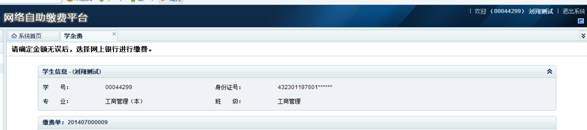 网络自助缴费平台
欢迎 (00044299) 刘翔测试 | 退出系统
系统首页 学杂费
请确定金额无误后,选择网上银行进行缴费。
学生信息 - (刘翔测试)
学 号: 00044299 身份证号: 432301197601******
专 业: 工商管理(本) 班 级: 工商管理
缴费单: 201407000009